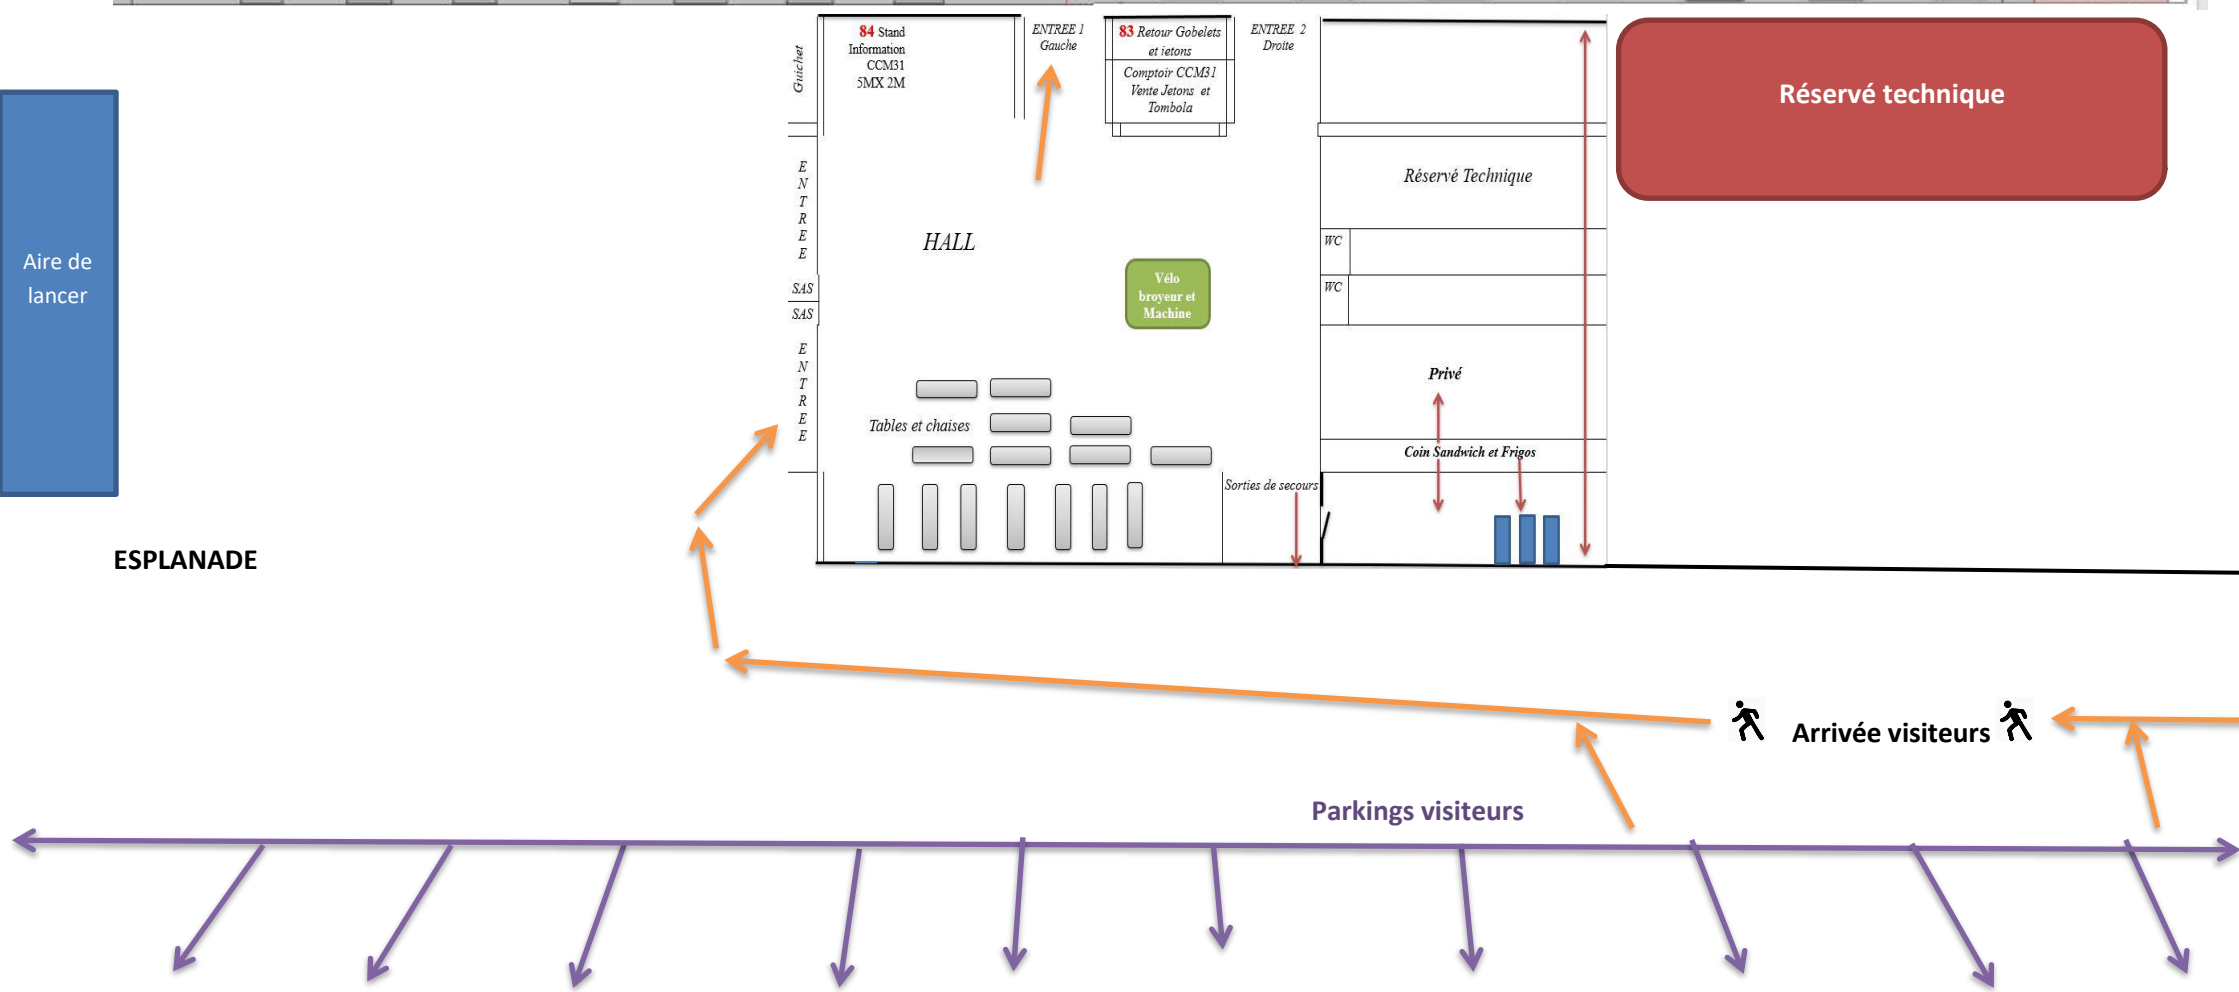 84 Stand
Information
CCM31
5MX 2M
Guichet
ENTREE 1
Gauche
83 Retour Gobelets
et jetons
Comptoir CCM31
Vente Jetons et
Tombola
ENTREE 2
Droite
Réservé technique
Aire de
lancer
ENTREE
SAS
SAS
ENTREE
HALL
Vélo
broyeur et
Machine
Réservé Technique
WC
WC
Privé
Tables et chaises
Coin Sandwich et Frigos
Sorties de secours
ESPLANADE
Arrivée visiteurs
Parkings visiteurs